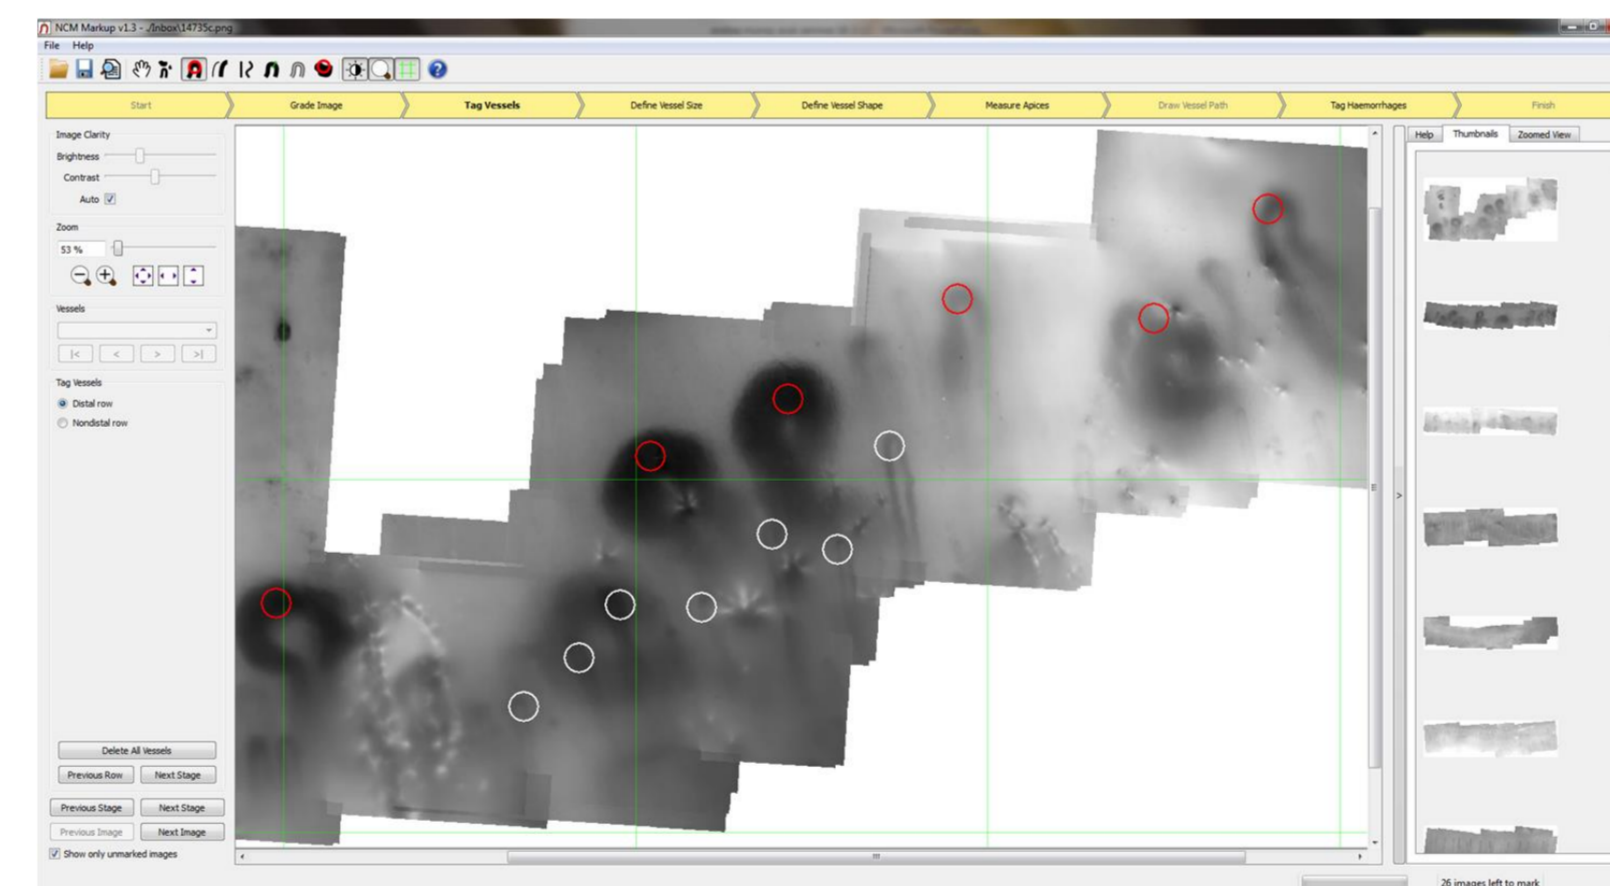 NCM Markup v1.3 - ./Inbox\14735c.png
File Help
Start Grade Image Tag Vessels Define Vessel Size Define Vessel Shape Measure Apices Draw Vessel Path Tag Haemorrhages Finish
Image Clarity
Brightness
Contrast
Auto
Zoom
53 %
Vessels
|< < > >|
Tag Vessels
Distal row
Nondistal row
Delete All Vessels
Previous Row Next Stage
Previous Stage Next Stage
Previous Image Next Image
Show only unmarked images
Help Thumbnails Zoomed View
>
26 images left to mark